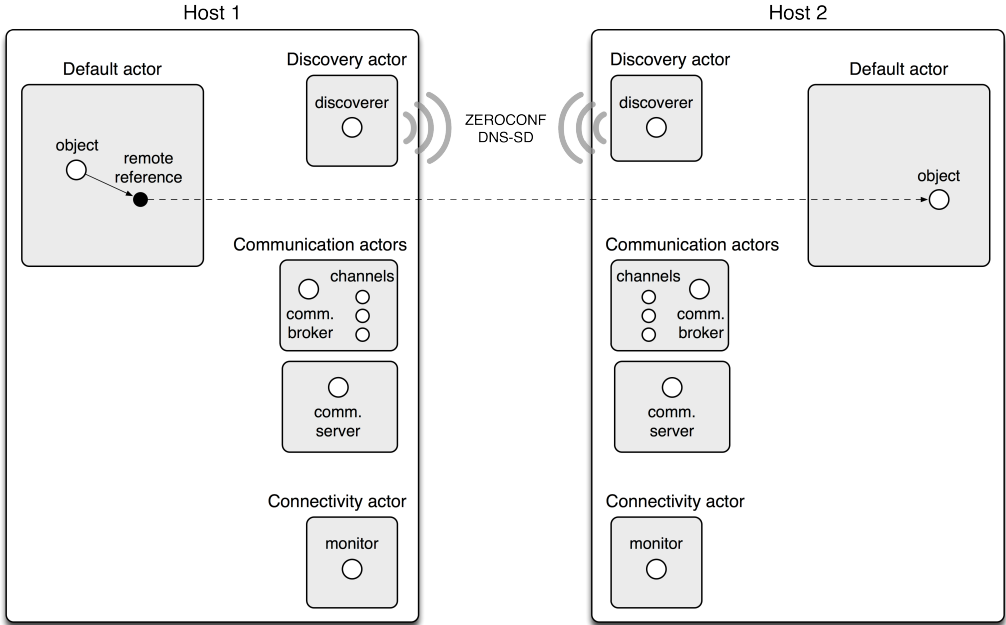 Host 1
Default actor
object
remote
reference
Discovery actor
discoverer
Communication actors
channels
comm.
broker
comm.
server
Connectivity actor
monitor
ZEROCONF
DNS-SD
Host 2
Discovery actor
discoverer
Default actor
object
Communication actors
channels
comm.
broker
comm.
server
Connectivity actor
monitor